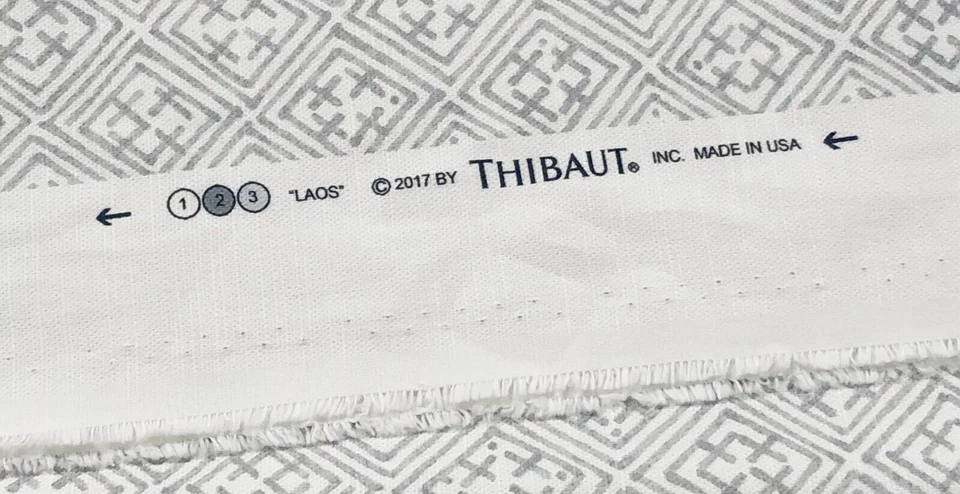 ← 1 2 3 "LAOS" © 2017 BY THIBAUT® INC. MADE IN USA ←